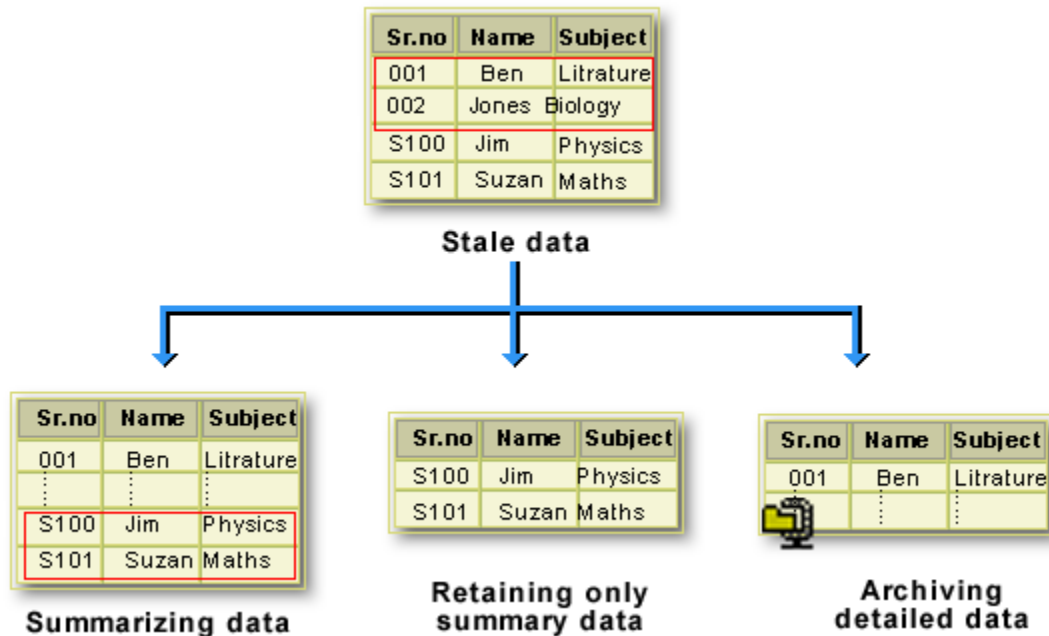 Sr.no Name Subject
001 Ben Litrature
002 Jones Biology
S100 Jim Physics
S101 Suzan Maths
Stale data
Sr.no Name Subject
001 Ben Litrature
S100 Jim Physics
S101 Suzan Maths
Summarizing data
Sr.no Name Subject
S100 Jim Physics
S101 Suzan Maths
Retaining only
summary data
Sr.no Name Subject
001 Ben Litrature
Archiving
detailed data